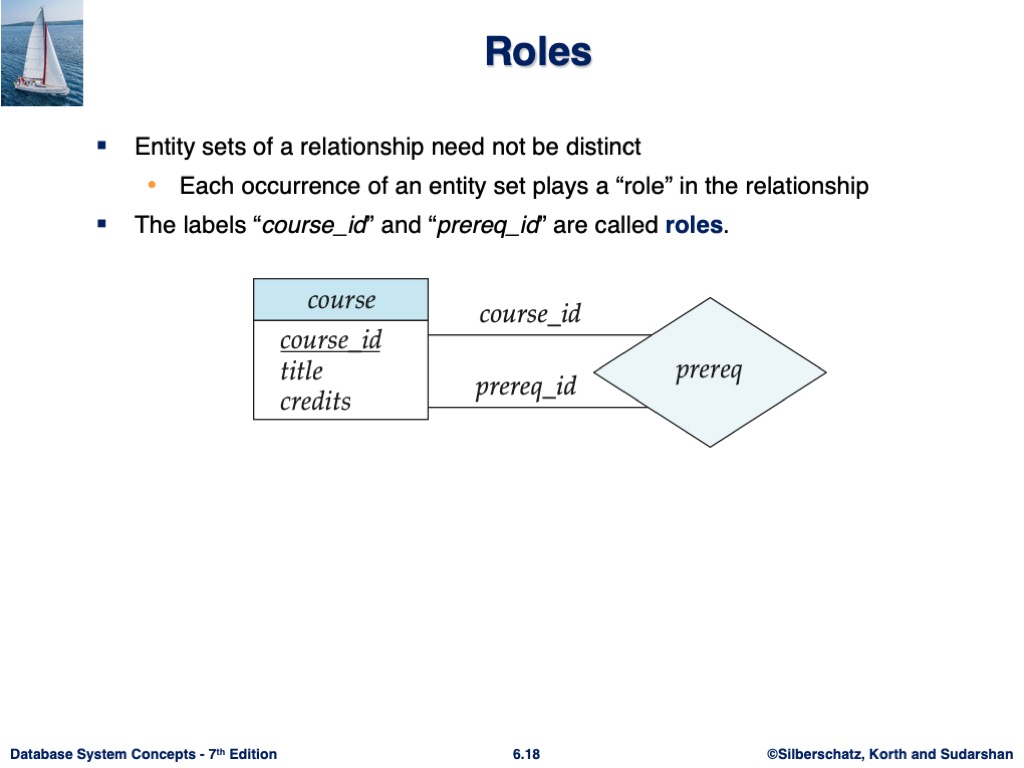 Roles
Entity sets of a relationship need not be distinct
Each occurrence of an entity set plays a “role” in the relationship
The labels “course_id” and “prereq_id” are called roles.
course
course_id
title
credits
course_id
prereq_id
prereq
Database System Concepts - 7th Edition
6.18
©Silberschatz, Korth and Sudarshan